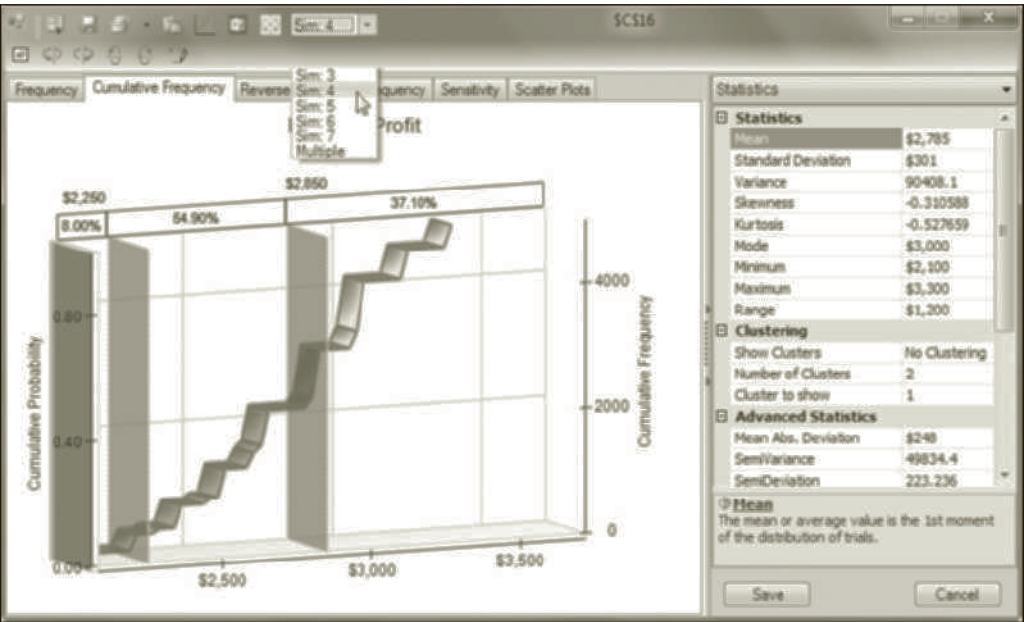 $C$16
Sim: 4
Sim: 3
Sim: 4
Sim: 5
Sim: 6
Sim: 7
Multiple
Frequency Cumulative Frequency Reverse quency Sensitivity Scatter Plots
Profit
$2,250 $2,850
8.00% 54.90% 37.10%
Cumulative Probability
0.80
0.40
0.00
$2,500 $3,000 $3,500
4000
2000
0
Cumulative Frequency
Statistics
Statistics
Mean $2,785
Standard Deviation $301
Variance 90408.1
Skewness -0.310588
Kurtosis -0.527659
Mode $3,000
Minimum $2,100
Maximum $3,300
Range $1,200
Clustering
Show Clusters No Clustering
Number of Clusters 2
Cluster to show 1
Advanced Statistics
Mean Abs. Deviation $248
SemiVariance 49834.4
SemiDeviation 223.236
Mean
The mean or average value is the 1st moment
of the distribution of trials.
Save Cancel